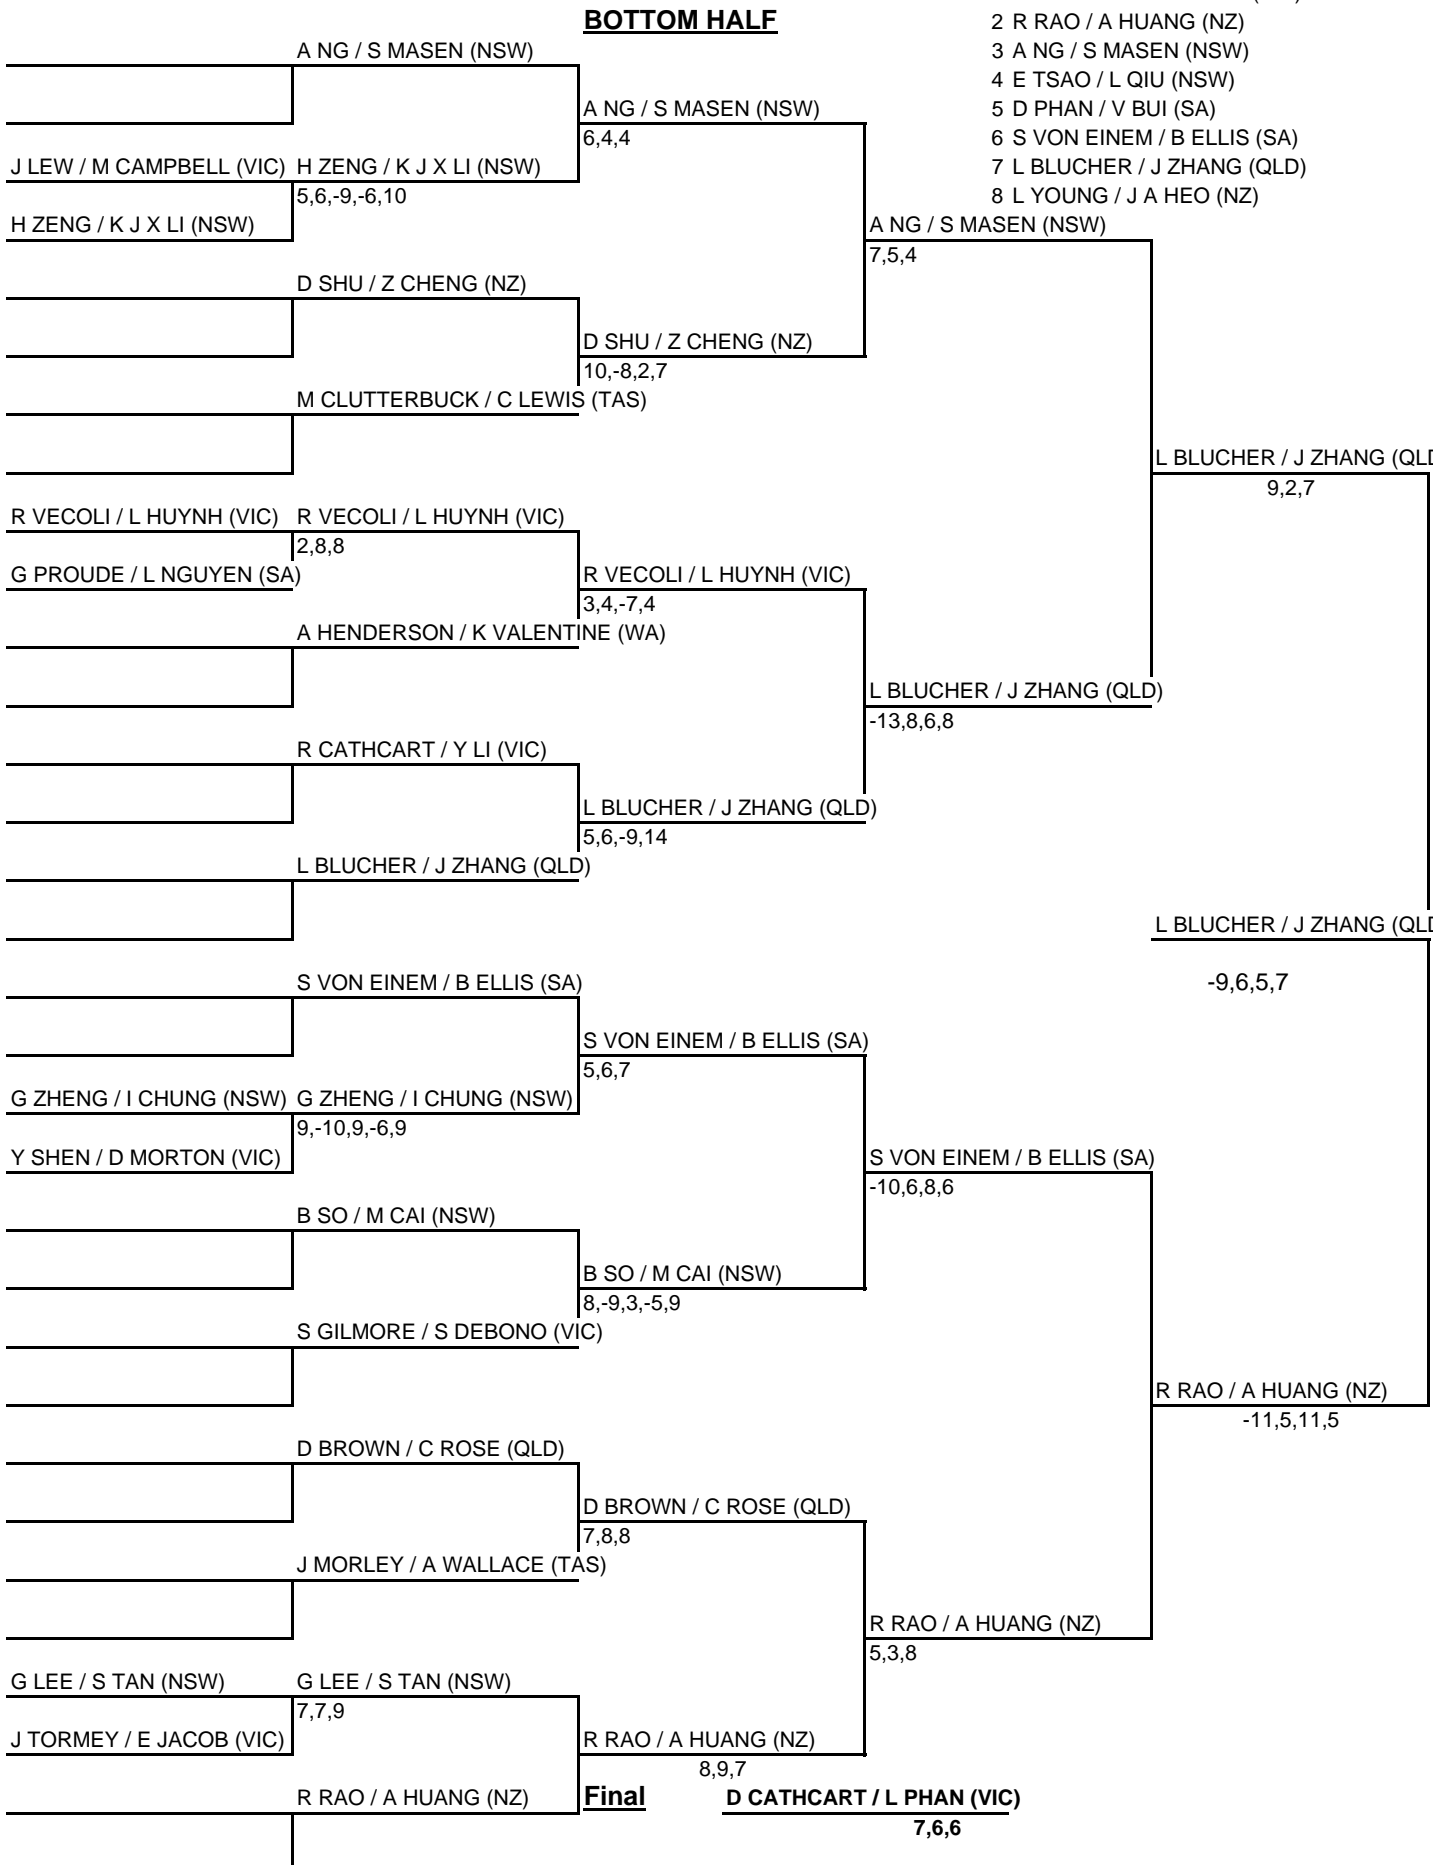 BOTTOM HALF
2 R RAO / A HUANG (NZ)
A NG / S MASEN (NSW)
3 A NG / S MASEN (NSW)
4 E TSAO / L QIU (NSW)
A NG / S MASEN (NSW)
5 D PHAN / V BUI (SA)
6,4,4
6 S VON EINEM / B ELLIS (SA)
J LEW / M CAMPBELL (VIC)
H ZENG / K J X LI (NSW)
7 L BLUCHER / J ZHANG (QLD)
5,6,-9,-6,10
8 L YOUNG / J A HEO (NZ)
H ZENG / K J X LI (NSW)
A NG / S MASEN (NSW)
7,5,4
D SHU / Z CHENG (NZ)
D SHU / Z CHENG (NZ)
10,-8,2,7
M CLUTTERBUCK / C LEWIS (TAS)
L BLUCHER / J ZHANG (QLD
9,2,7
R VECOLI / L HUYNH (VIC)
R VECOLI / L HUYNH (VIC)
2,8,8
G PROUDE / L NGUYEN (SA)
R VECOLI / L HUYNH (VIC)
3,4,-7,4
A HENDERSON / K VALENTINE (WA)
L BLUCHER / J ZHANG (QLD)
-13,8,6,8
R CATHCART / Y LI (VIC)
L BLUCHER / J ZHANG (QLD)
5,6,-9,14
L BLUCHER / J ZHANG (QLD)
L BLUCHER / J ZHANG (QLD
S VON EINEM / B ELLIS (SA)
-9,6,5,7
S VON EINEM / B ELLIS (SA)
5,6,7
G ZHENG / I CHUNG (NSW)
G ZHENG / I CHUNG (NSW)
9,-10,9,-6,9
Y SHEN / D MORTON (VIC)
S VON EINEM / B ELLIS (SA)
-10,6,8,6
B SO / M CAI (NSW)
B SO / M CAI (NSW)
8,-9,3,-5,9
S GILMORE / S DEBONO (VIC)
R RAO / A HUANG (NZ)
-11,5,11,5
D BROWN / C ROSE (QLD)
D BROWN / C ROSE (QLD)
7,8,8
J MORLEY / A WALLACE (TAS)
R RAO / A HUANG (NZ)
5,3,8
G LEE / S TAN (NSW)
G LEE / S TAN (NSW)
7,7,9
J TORMEY / E JACOB (VIC)
R RAO / A HUANG (NZ)
8,9,7
R RAO / A HUANG (NZ)
Final
D CATHCART / L PHAN (VIC)
7,6,6